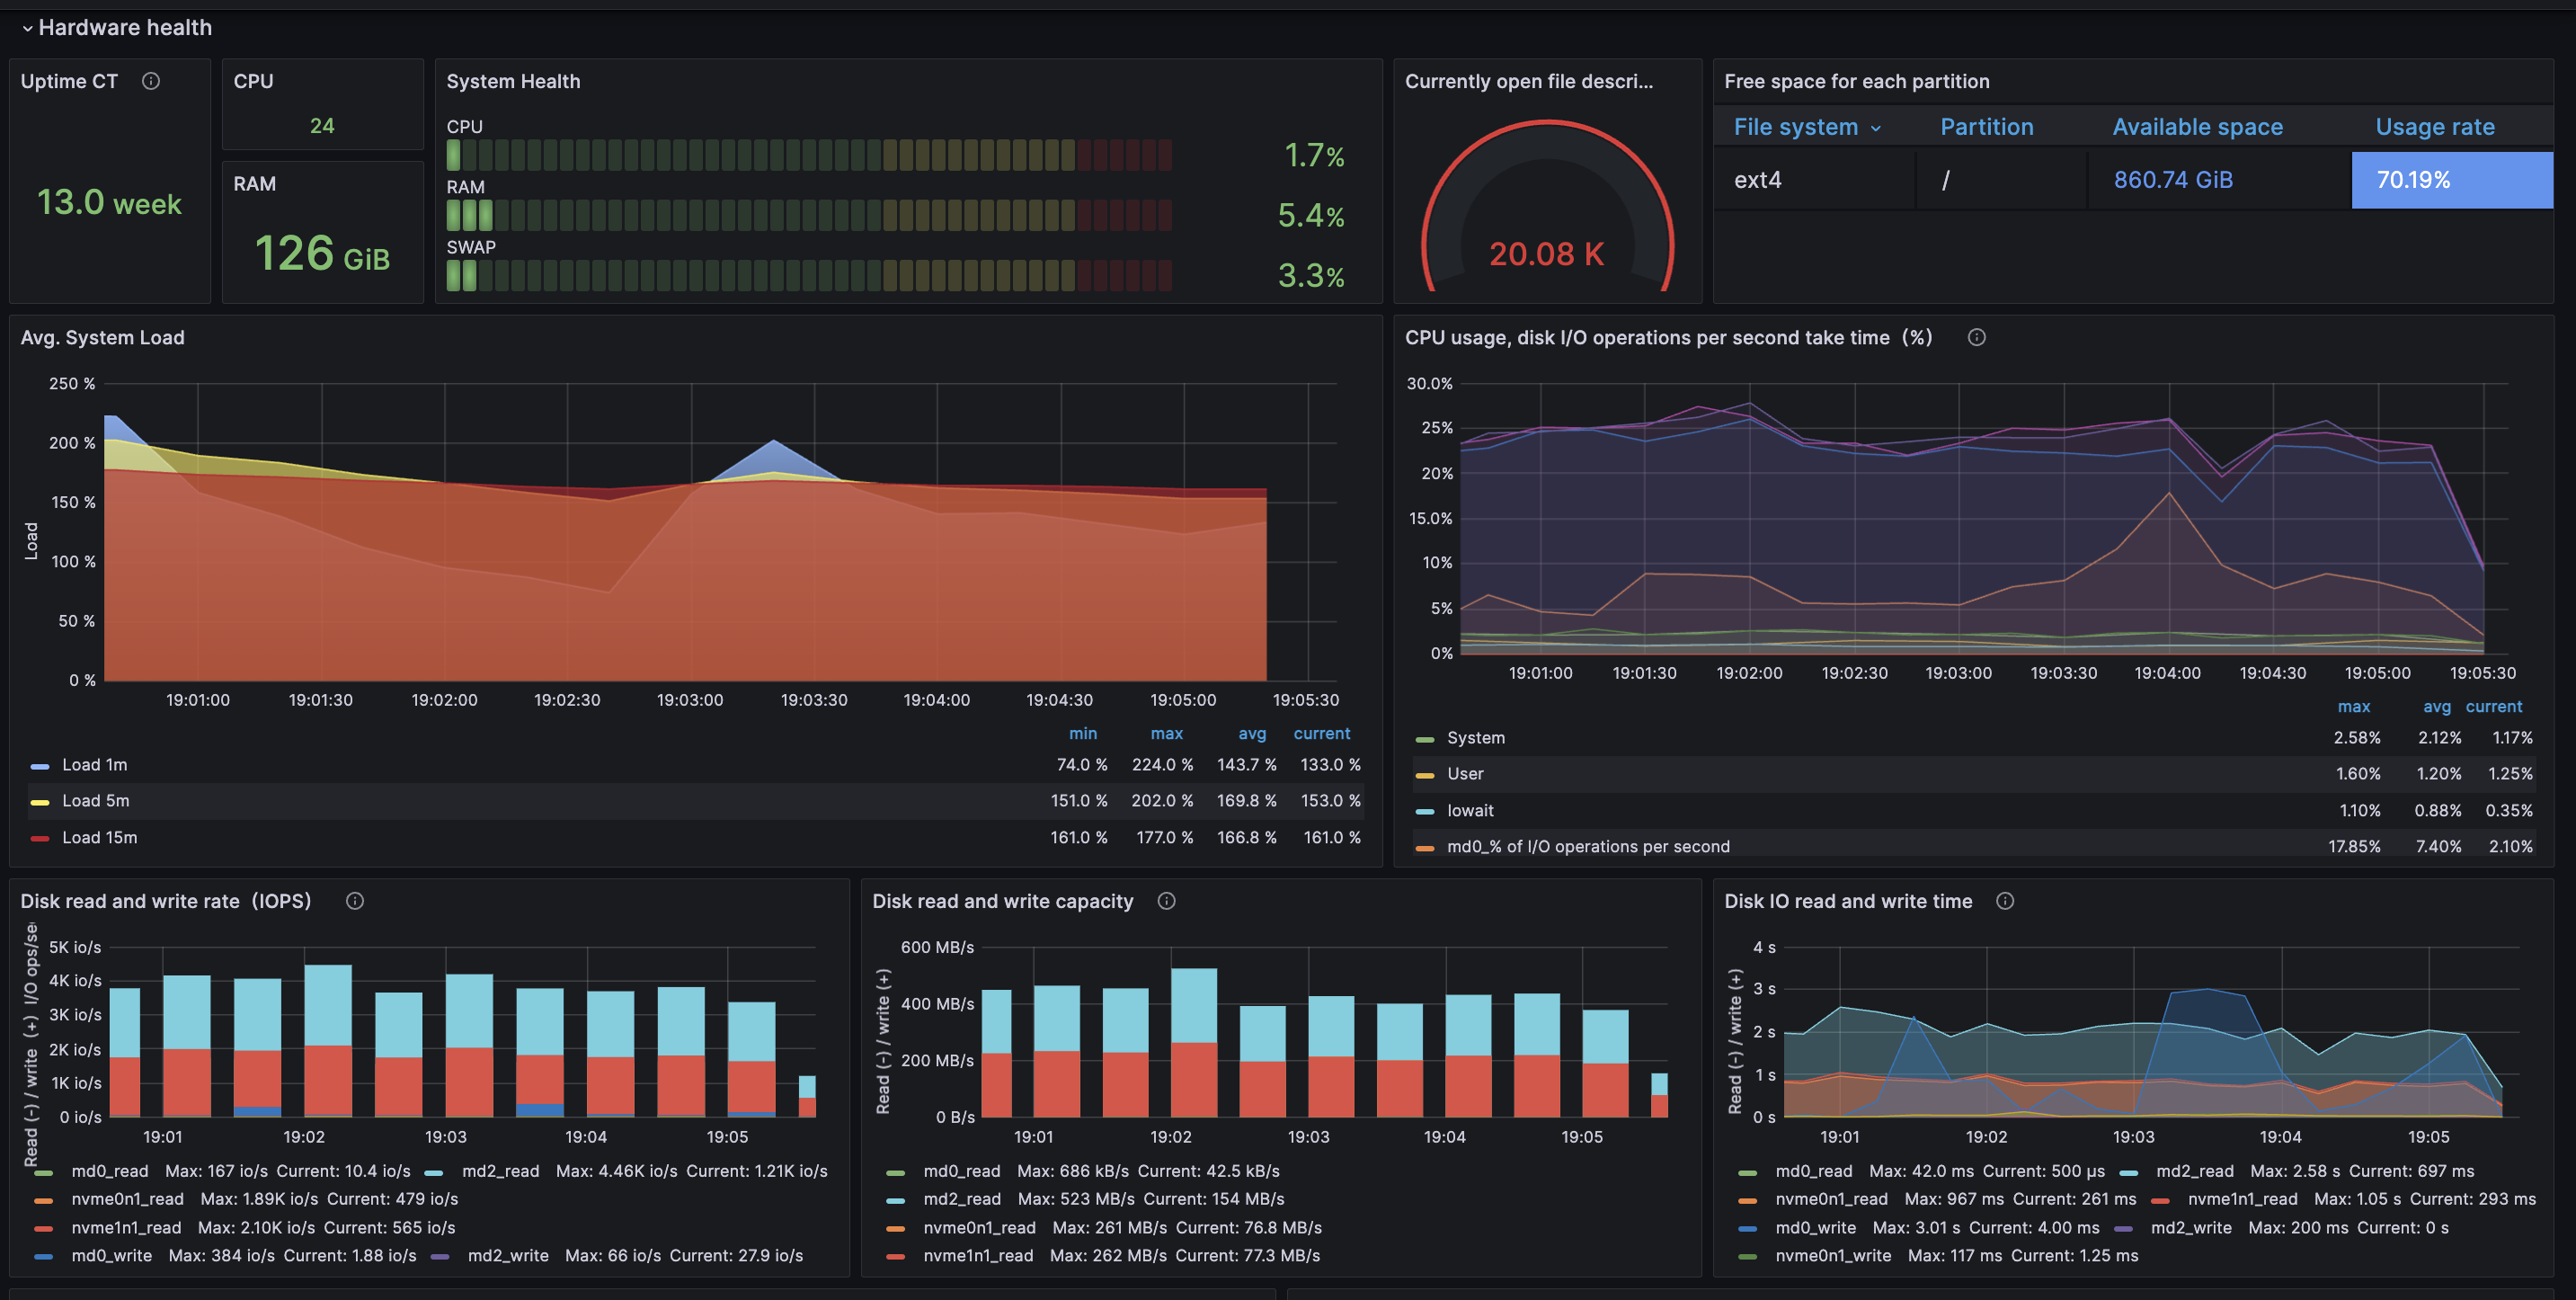 Hardware health
Uptime CT
13.0 week
CPU
24
RAM
126 GiB
System Health
CPU
1.7%
RAM
5.4%
SWAP
3.3%
Currently open file descri...
20.08 K
Free space for each partition
File system Partition Available space Usage rate
ext4 / 860.74 GiB 70.19%
Avg. System Load
Load
250 %
200 %
150 %
100 %
50 %
0 %
19:01:00 19:01:30 19:02:00 19:02:30 19:03:00 19:03:30 19:04:00 19:04:30 19:05:00 19:05:30
min max avg current
Load 1m 74.0 % 224.0 % 143.7 % 133.0 %
Load 5m 151.0 % 202.0 % 169.8 % 153.0 %
Load 15m 161.0 % 177.0 % 166.8 % 161.0 %
CPU usage, disk I/O operations per second take time (%)
30.0%
25%
20%
15.0%
10%
5%
0%
19:01:00 19:01:30 19:02:00 19:02:30 19:03:00 19:03:30 19:04:00 19:04:30 19:05:00 19:05:30
max avg current
System 2.58% 2.12% 1.17%
User 1.60% 1.20% 1.25%
Iowait 1.10% 0.88% 0.35%
md0_% of I/O operations per second 17.85% 7.40% 2.10%
Disk read and write rate (IOPS)
Read (-) / write (+) I/O ops/se
5K io/s
4K io/s
3K io/s
2K io/s
1K io/s
0 io/s
19:01 19:02 19:03 19:04 19:05
md0_read Max: 167 io/s Current: 10.4 io/s md2_read Max: 4.46K io/s Current: 1.21K io/s
nvme0n1_read Max: 1.89K io/s Current: 479 io/s
nvme1n1_read Max: 2.10K io/s Current: 565 io/s
md0_write Max: 384 io/s Current: 1.88 io/s md2_write Max: 66 io/s Current: 27.9 io/s
Disk read and write capacity
Read (-) / write (+)
600 MB/s
400 MB/s
200 MB/s
0 B/s
19:01 19:02 19:03 19:04 19:05
md0_read Max: 686 kB/s Current: 42.5 kB/s
md2_read Max: 523 MB/s Current: 154 MB/s
nvme0n1_read Max: 261 MB/s Current: 76.8 MB/s
nvme1n1_read Max: 262 MB/s Current: 77.3 MB/s
Disk IO read and write time
Read (-) / write (+)
4 s
3 s
2 s
1 s
0 s
19:01 19:02 19:03 19:04 19:05
md0_read Max: 42.0 ms Current: 500 µs md2_read Max: 2.58 s Current: 697 ms
nvme0n1_read Max: 967 ms Current: 261 ms nvme1n1_read Max: 1.05 s Current: 293 ms
md0_write Max: 3.01 s Current: 4.00 ms md2_write Max: 200 ms Current: 0 s
nvme0n1_write Max: 117 ms Current: 1.25 ms